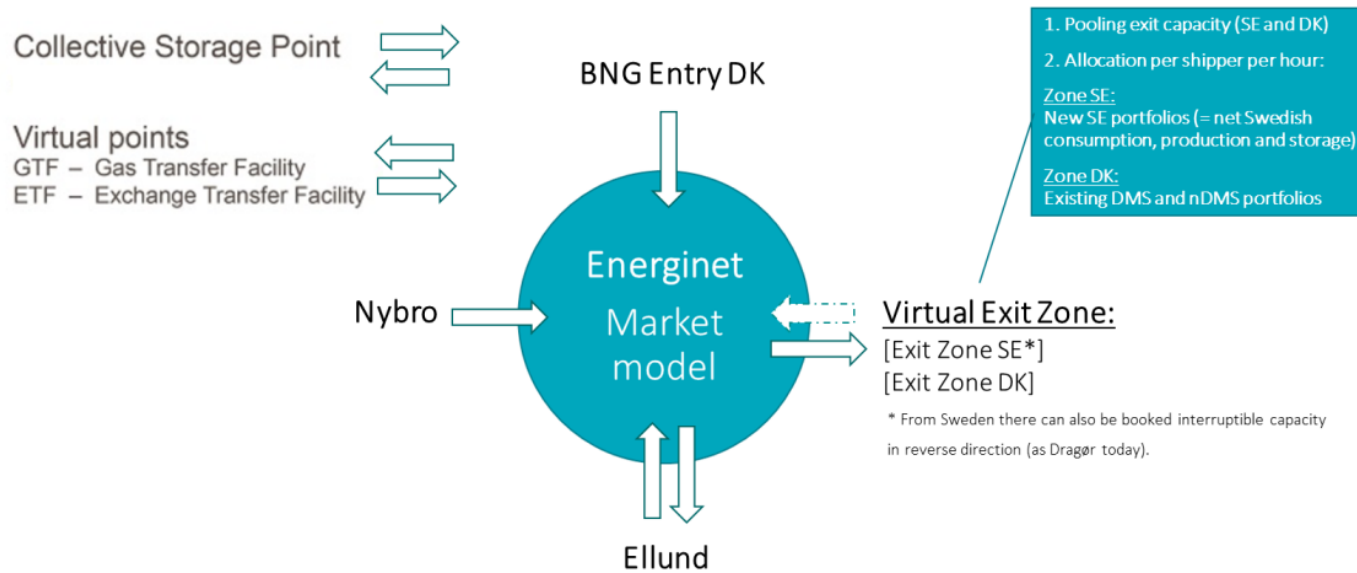 Collective Storage Point
Virtual points
GTF – Gas Transfer Facility
ETF – Exchange Transfer Facility
BNG Entry DK
1. Pooling exit capacity (SE and DK)
2. Allocation per shipper per hour:
Zone SE:
New SE portfolios (= net Swedish
consumption, production and storage)
Zone DK:
Existing DMS and nDMS portfolios
Energinet
Market
model
Nybro
Virtual Exit Zone:
[Exit Zone SE*]
[Exit Zone DK]
* From Sweden there can also be booked interruptible capacity
in reverse direction (as Dragør today).
Ellund